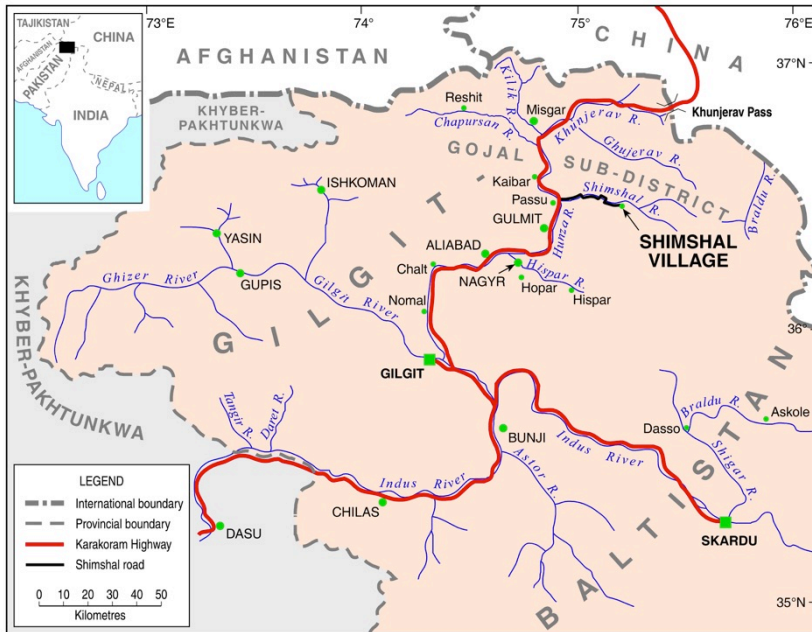 73°E
74°
75°
76°E
TAJIKISTAN
CHINA
AFGHANISTAN
PAKISTAN
NEPAL
INDIA
AFGHANISTAN
CHINA
37°N
KHYBER-
PAKHTUNKWA
Reshit
Kilik R.
Misgar
Chapursan R.
Khunjerav R.
Khunjerav Pass
Ghujerav R.
GOJAL SUB-DISTRICT
Kaibar
Passu
Shimshal R.
Braldu R.
GULMIT
Hunza R.
SHIMSHAL
VILLAGE
ISHKOMAN
YASIN
ALIABAD
Chalt
NAGYR
Hispar R.
Hopar
Hispar
Ghizer River
GUPIS
Gilgit River
Nomal
GILGIT-
BALTISTAN
KHYBER-PAKHTUNKWA
36°
GILGIT
Tangir R.
Daret R.
BUNJI
Indus River
Braldu R.
Askole
Dasso
Shigar R.
Astor R.
Indus River
CHILAS
DASU
SKARDU
35°N
LEGEND
International boundary
Provincial boundary
Karakoram Highway
Shimshal road
0 10 20 30 40 50
Kilometres